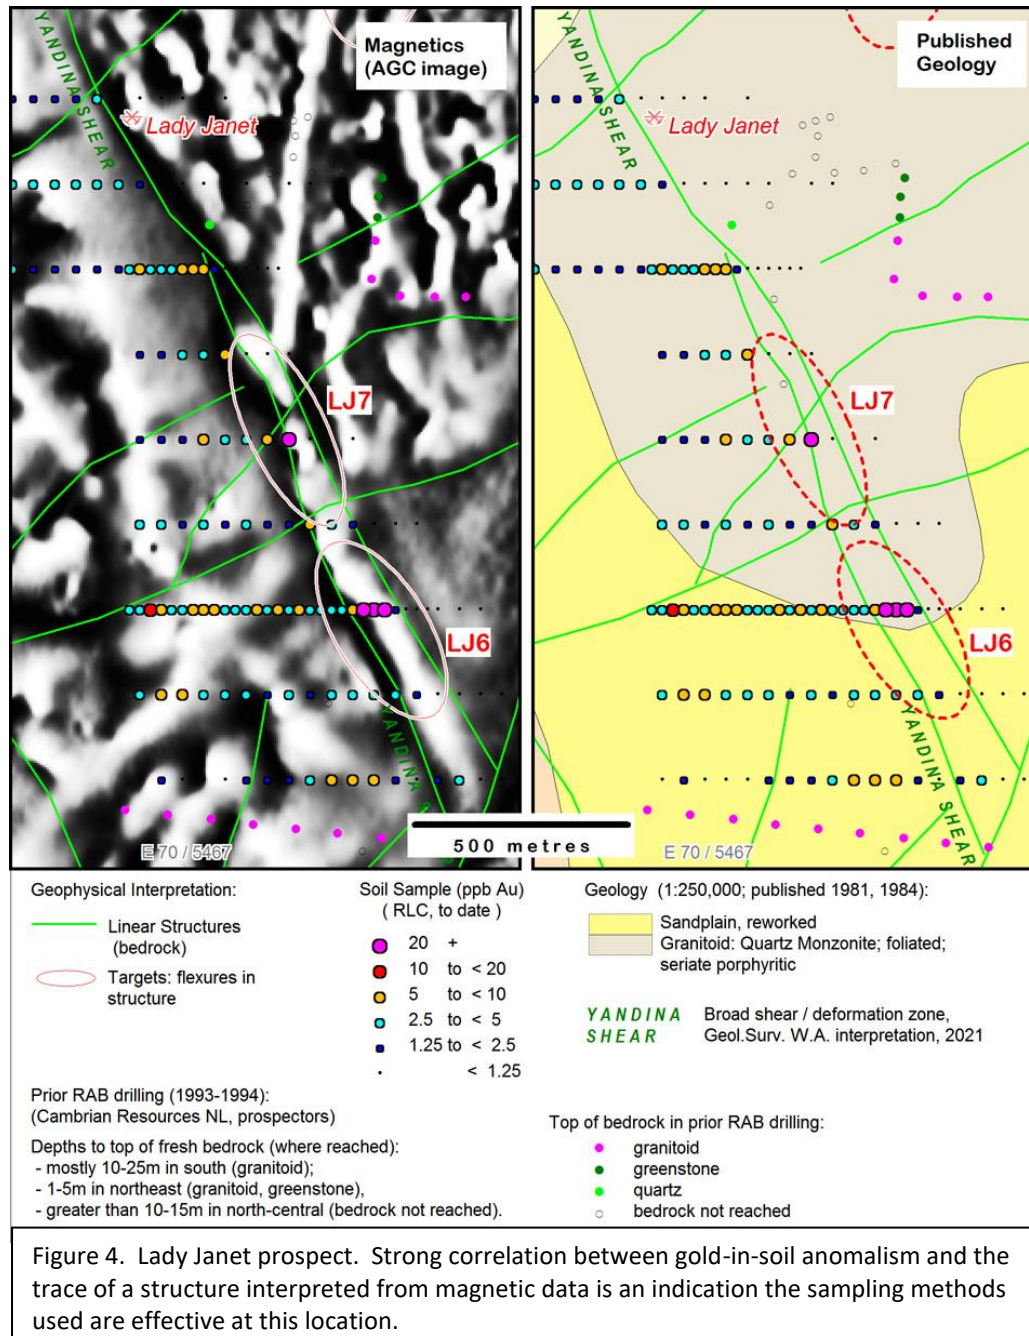 Magnetics
(AGC image)
YANDINA SHEAR
Lady Janet
LJ7
LJ6
YANDINA S
E 70 / 5467
Published
Geology
YANDINA SHEAR
Lady Janet
LJ7
LJ6
YANDINA SHEAR
E 70 / 5467
500 metres
Geophysical Interpretation:
Linear Structures
(bedrock)
Targets: flexures in
structure
Soil Sample (ppb Au)
( RLC, to date )
20 +
10 to < 20
5 to < 10
2.5 to < 5
1.25 to < 2.5
< 1.25
Geology (1:250,000; published 1981, 1984):
Sandplain, reworked
Granitoid: Quartz Monzonite; foliated;
seriate porphyritic
YANDINA Broad shear / deformation zone,
SHEAR Geol.Surv. W.A. interpretation, 2021
Prior RAB drilling (1993-1994):
(Cambrian Resources NL, prospectors)
Depths to top of fresh bedrock (where reached):
- mostly 10-25m in south (granitoid);
- 1-5m in northeast (granitoid, greenstone),
- greater than 10-15m in north-central (bedrock not reached).
Top of bedrock in prior RAB drilling:
granitoid
greenstone
quartz
bedrock not reached
Figure 4. Lady Janet prospect. Strong correlation between gold-in-soil anomalism and the
trace of a structure interpreted from magnetic data is an indication the sampling methods
used are effective at this location.